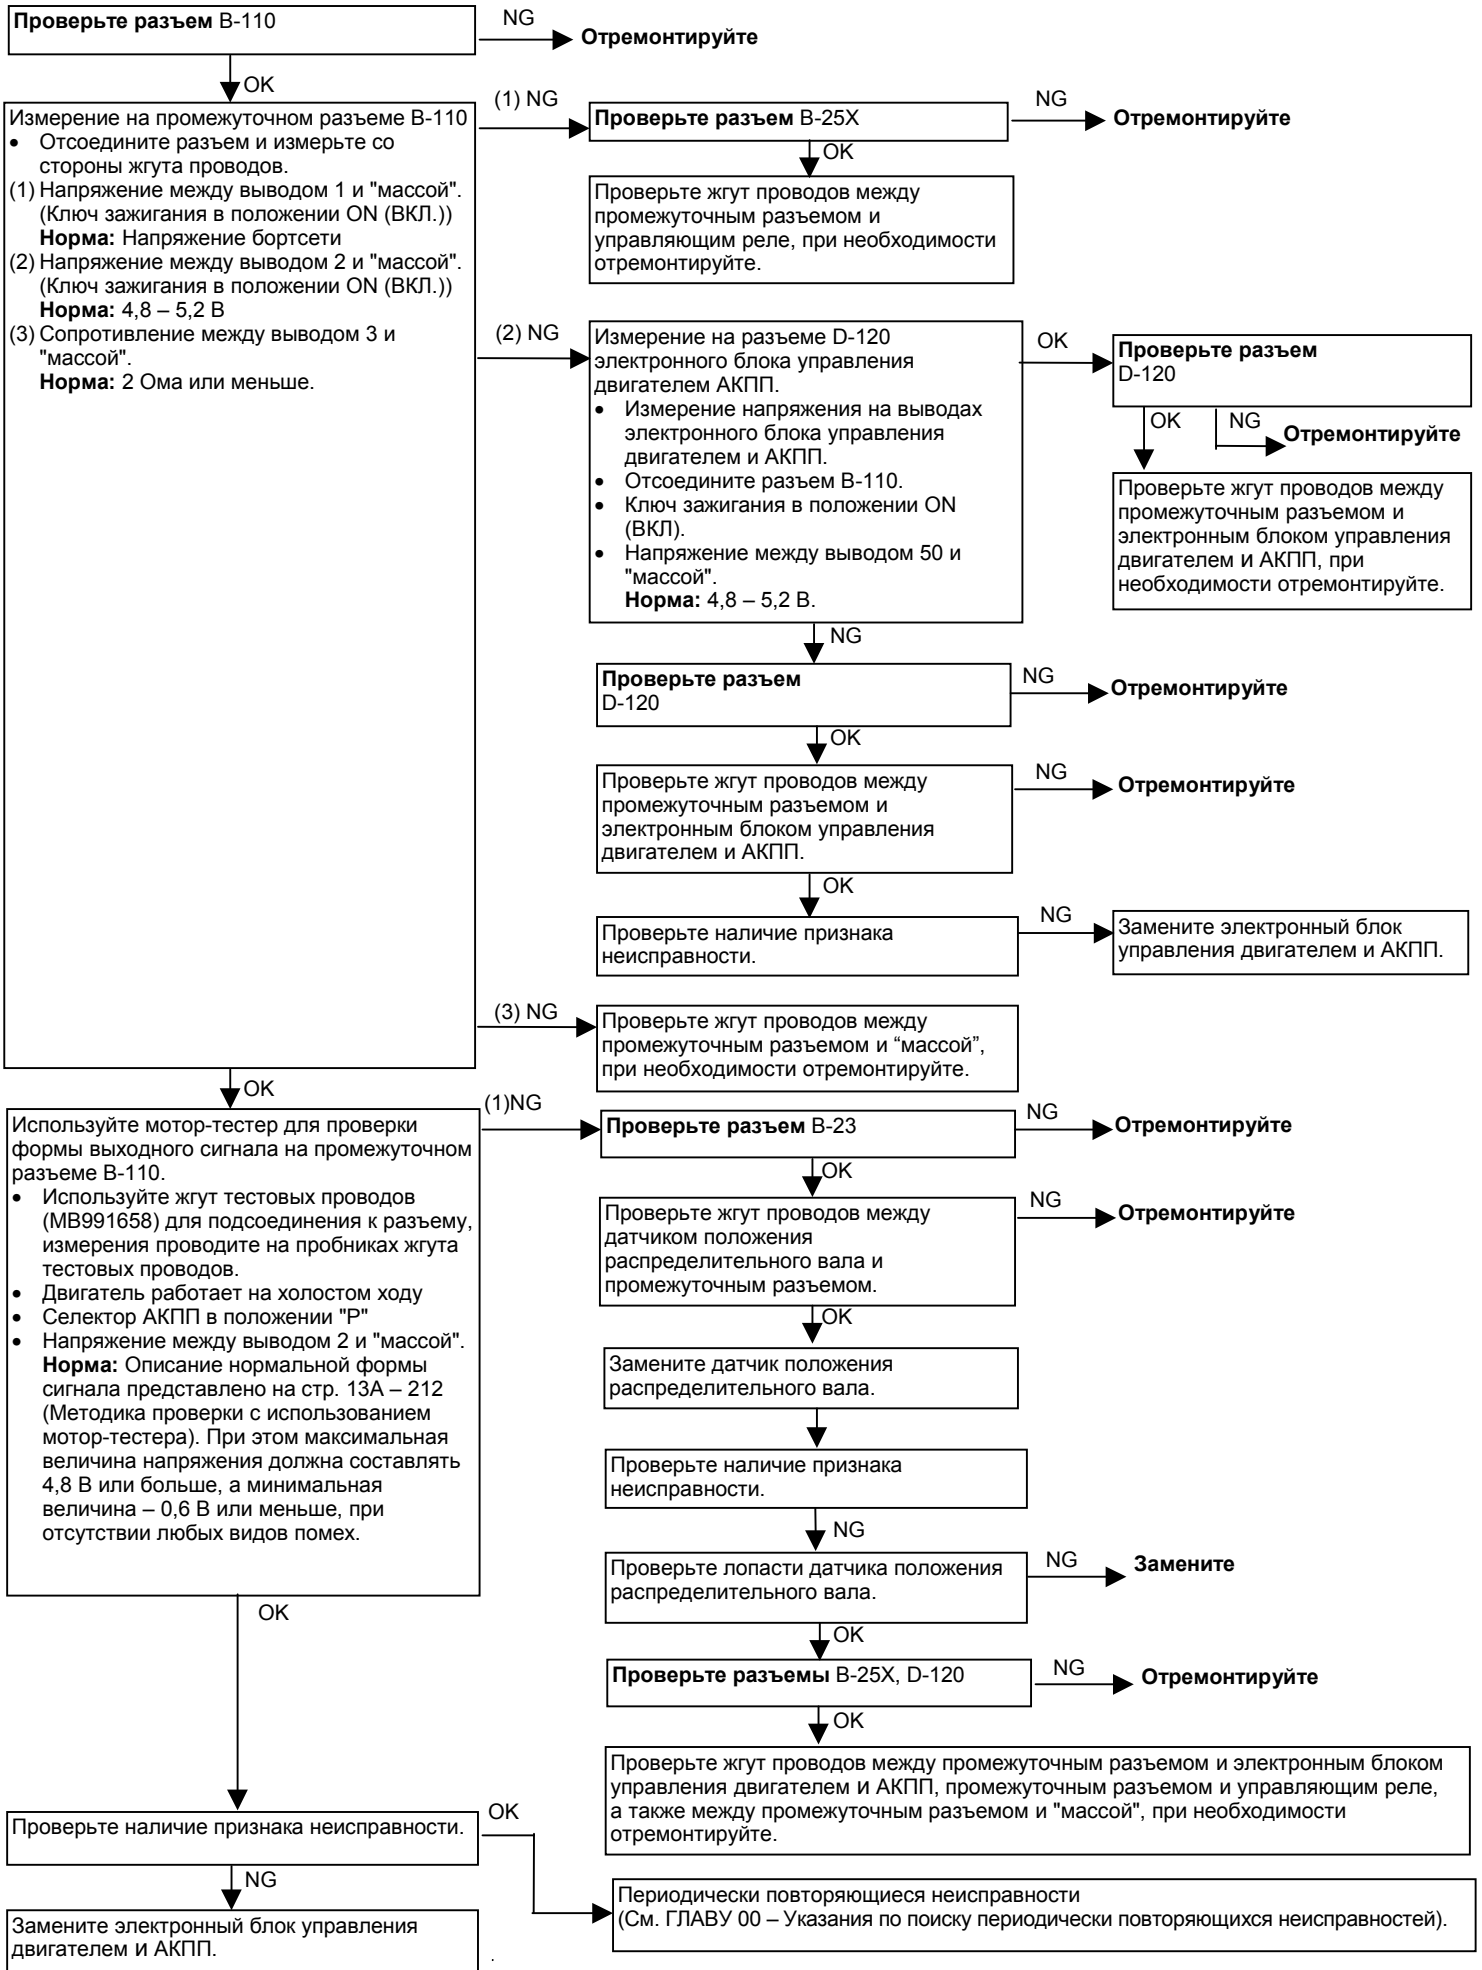 Проверьте разъем B-110
NG
Отремонтируйте
OK
Измерение на промежуточном разъеме B-110
• Отсоедините разъем и измерьте со
стороны жгута проводов.
(1) Напряжение между выводом 1 и "массой".
(Ключ зажигания в положении ON (ВКЛ.))
Норма: Напряжение бортсети
(2) Напряжение между выводом 2 и "массой".
(Ключ зажигания в положении ON (ВКЛ.))
Норма: 4,8 – 5,2 В
(3) Сопротивление между выводом 3 и
"массой".
Норма: 2 Ома или меньше.
(1) NG
Проверьте разъем B-25X
NG
Отремонтируйте
OK
Проверьте жгут проводов между
промежуточным разъемом и
управляющим реле, при необходимости
отремонтируйте.
(2) NG
Измерение на разъеме D-120
электронного блока управления
двигателем АКПП.
• Измерение напряжения на выводах
электронного блока управления
двигателем и АКПП.
• Отсоедините разъем B-110.
• Ключ зажигания в положении ON
(ВКЛ).
• Напряжение между выводом 50 и
"массой".
Норма: 4,8 – 5,2 В.
OK
Проверьте разъем
D-120
OK
NG
Отремонтируйте
Проверьте жгут проводов между
промежуточным разъемом и
электронным блоком управления
двигателем и АКПП, при
необходимости отремонтируйте.
NG
Проверьте разъем
D-120
NG
Отремонтируйте
OK
Проверьте жгут проводов между
промежуточным разъемом и
электронным блоком управления
двигателем и АКПП.
NG
Отремонтируйте
OK
Проверьте наличие признака
неисправности.
NG
Замените электронный блок
управления двигателем и АКПП.
(3) NG
Проверьте жгут проводов между
промежуточным разъемом и “массой”,
при необходимости отремонтируйте.
OK
Используйте мотор-тестер для проверки
формы выходного сигнала на промежуточном
разъеме B-110.
• Используйте жгут тестовых проводов
(MB991658) для подсоединения к разъему,
измерения проводите на пробниках жгута
тестовых проводов.
• Двигатель работает на холостом ходу
• Селектор АКПП в положении "P"
• Напряжение между выводом 2 и "массой".
Норма: Описание нормальной формы
сигнала представлено на стр. 13A – 212
(Методика проверки с использованием
мотор-тестера). При этом максимальная
величина напряжения должна составлять
4,8 В или больше, а минимальная
величина – 0,6 В или меньше, при
отсутствии любых видов помех.
(1)NG
Проверьте разъем B-23
NG
Отремонтируйте
OK
Проверьте жгут проводов между
датчиком положения
распределительного вала и
промежуточным разъемом.
NG
Отремонтируйте
OK
Замените датчик положения
распределительного вала.
Проверьте наличие признака
неисправности.
NG
Проверьте лопасти датчика положения
распределительного вала.
NG
Замените
OK
Проверьте разъемы B-25X, D-120
NG
Отремонтируйте
OK
Проверьте жгут проводов между промежуточным разъемом и электронным блоком
управления двигателем и АКПП, промежуточным разъемом и управляющим реле,
а также между промежуточным разъемом и "массой", при необходимости
отремонтируйте.
OK
Проверьте наличие признака неисправности.
OK
Периодически повторяющиеся неисправности
(См. ГЛАВУ 00 – Указания по поиску периодически повторяющихся неисправностей).
NG
Замените электронный блок управления
двигателем и АКПП.